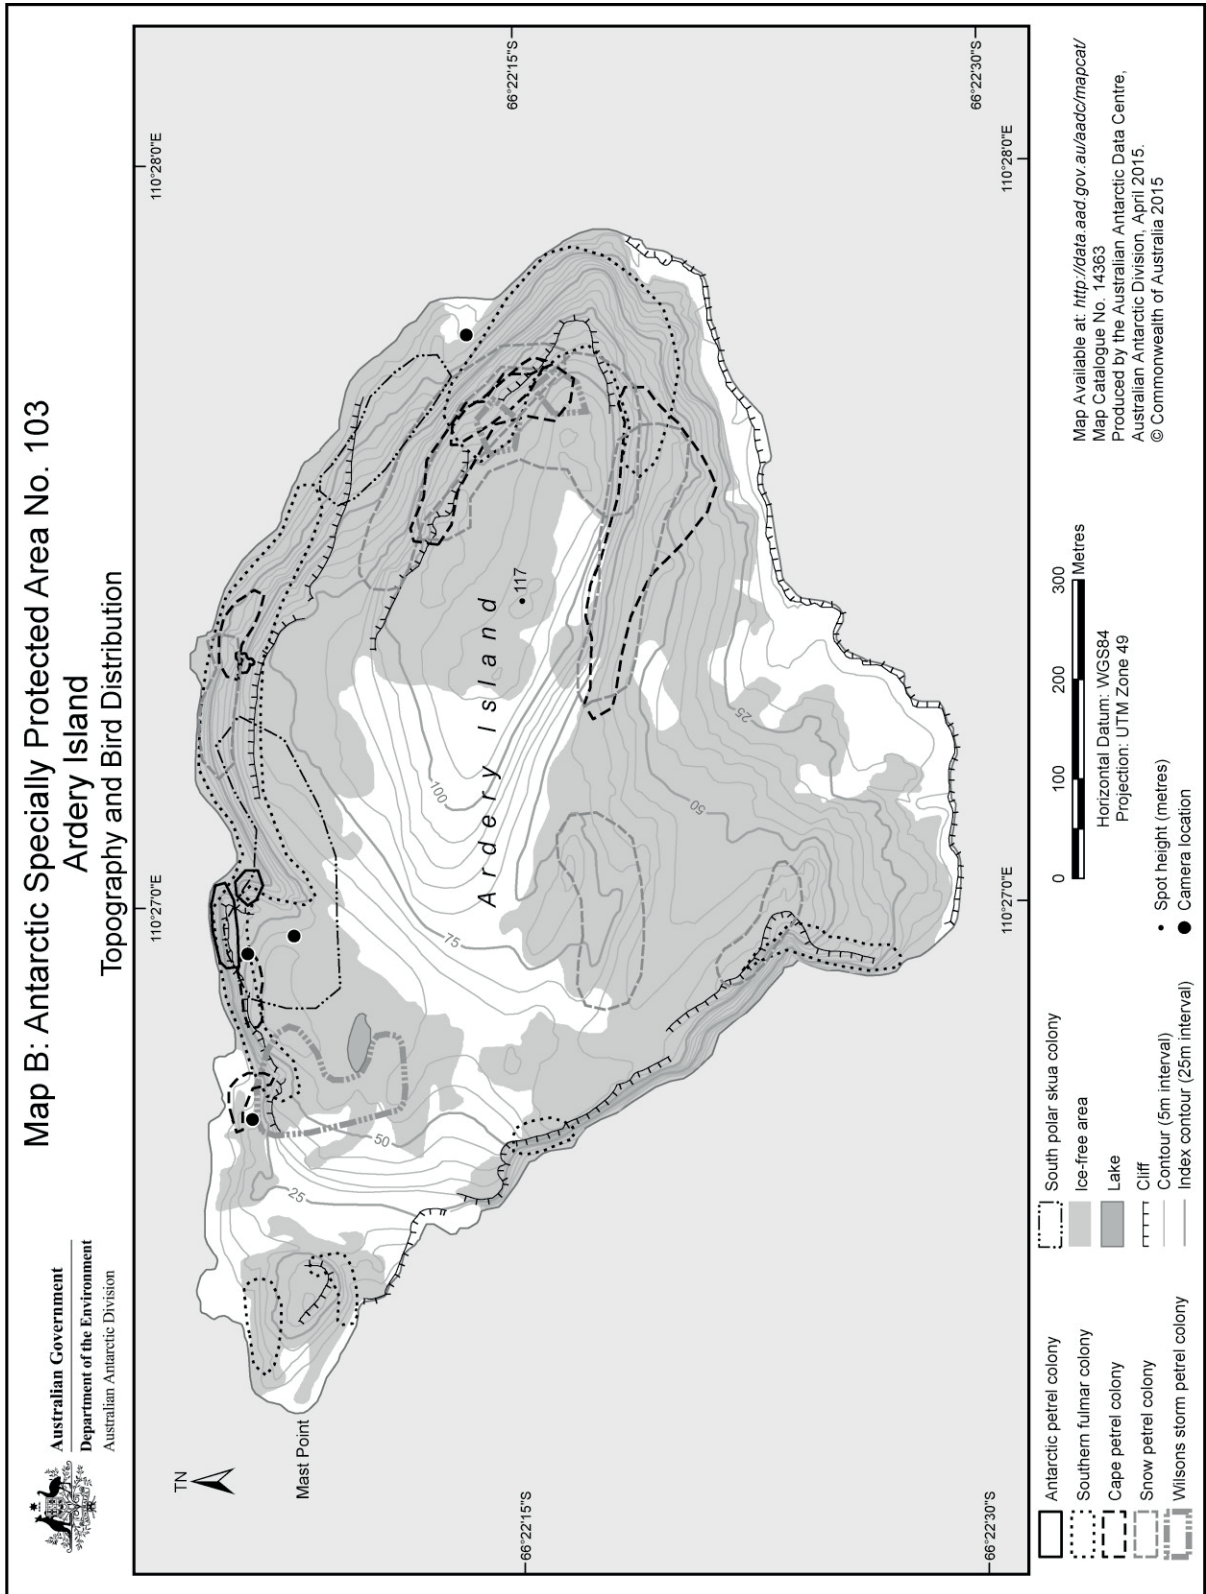 Map B: Antarctic Specially Protected Area No. 103
Ardery Island
Topography and Bird Distribution
Australian Government
Department of the Environment
Australian Antarctic Division
110°27'0"E
110°28'0"E
TN
Mast Point
66°22'15"S
66°22'15"S
66°22'30"S
66°22'30"S
110°27'0"E
110°28'0"E
Ardery Island
117
100
75
50
25
50
25
Antarctic petrel colony
Southern fulmar colony
Cape petrel colony
Snow petrel colony
Wilsons storm petrel colony
South polar skua colony
Ice-free area
Lake
Cliff
Contour (5m interval)
Index contour (25m interval)
Spot height (metres)
Camera location
0 100 200 300
Metres
Horizontal Datum: WGS84
Projection: UTM Zone 49
Map Available at: http://data.aad.gov.au/aadc/mapcat/
Map Catalogue No. 14363
Produced by the Australian Antarctic Data Centre,
Australian Antarctic Division, April 2015.
© Commonwealth of Australia 2015